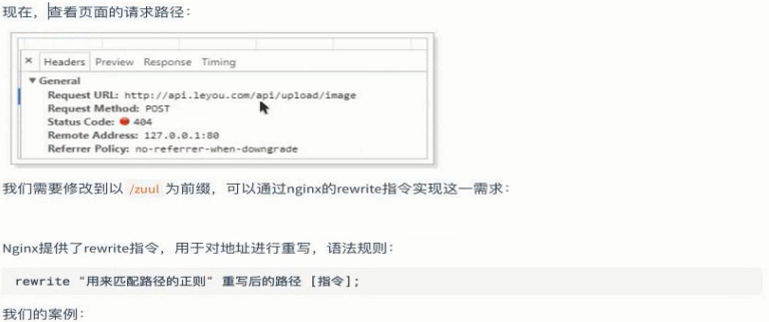 现在，查看页面的请求路径：
× Headers Preview Response Timing
▼ General
Request URL: http://api.leyou.com/api/upload/image
Request Method: POST
Status Code: 404
Remote Address: 127.0.0.1:80
Referrer Policy: no-referrer-when-downgrade
我们需要修改到以 /zuul 为前缀，可以通过nginx的rewrite指令实现这一需求：
Nginx提供了rewrite指令，用于对地址进行重写，语法规则：
rewrite "用来匹配路径的正则" 重写后的路径 [指令];
我们的案例：